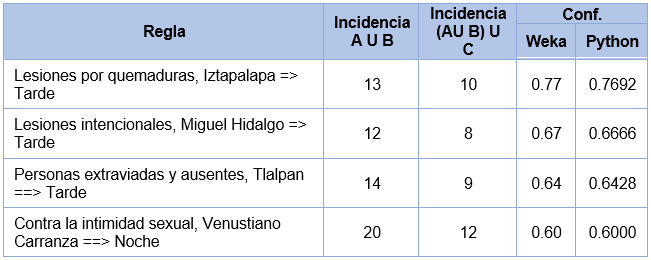 Regla Incidencia A U B Incidencia (AU B) U C Conf.
Weka Python
Lesiones por quemaduras, Iztapalapa =>
Tarde 13 10 0.77 0.7692
Lesiones intencionales, Miguel Hidalgo =>
Tarde 12 8 0.67 0.6666
Personas extraviadas y ausentes, Tlalpan
==> Tarde 14 9 0.64 0.6428
Contra la intimidad sexual, Venustiano
Carranza ==> Noche 20 12 0.60 0.6000